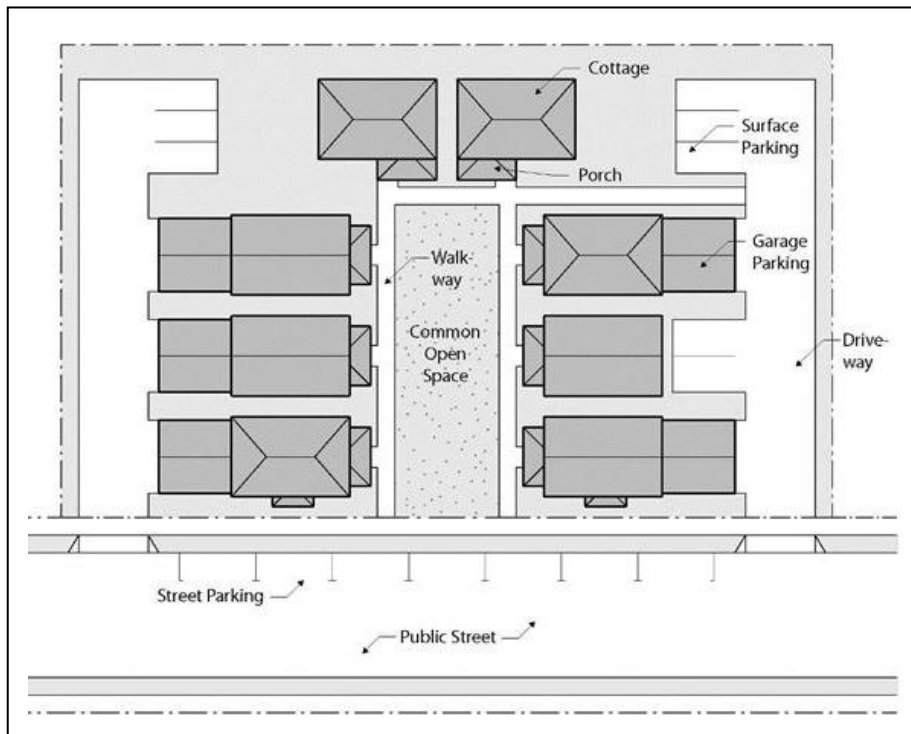 Cottage
Surface
Parking
Porch
Walk-
way
Garage
Parking
Common
Open
Space
Drive-
way
Street Parking
Public Street